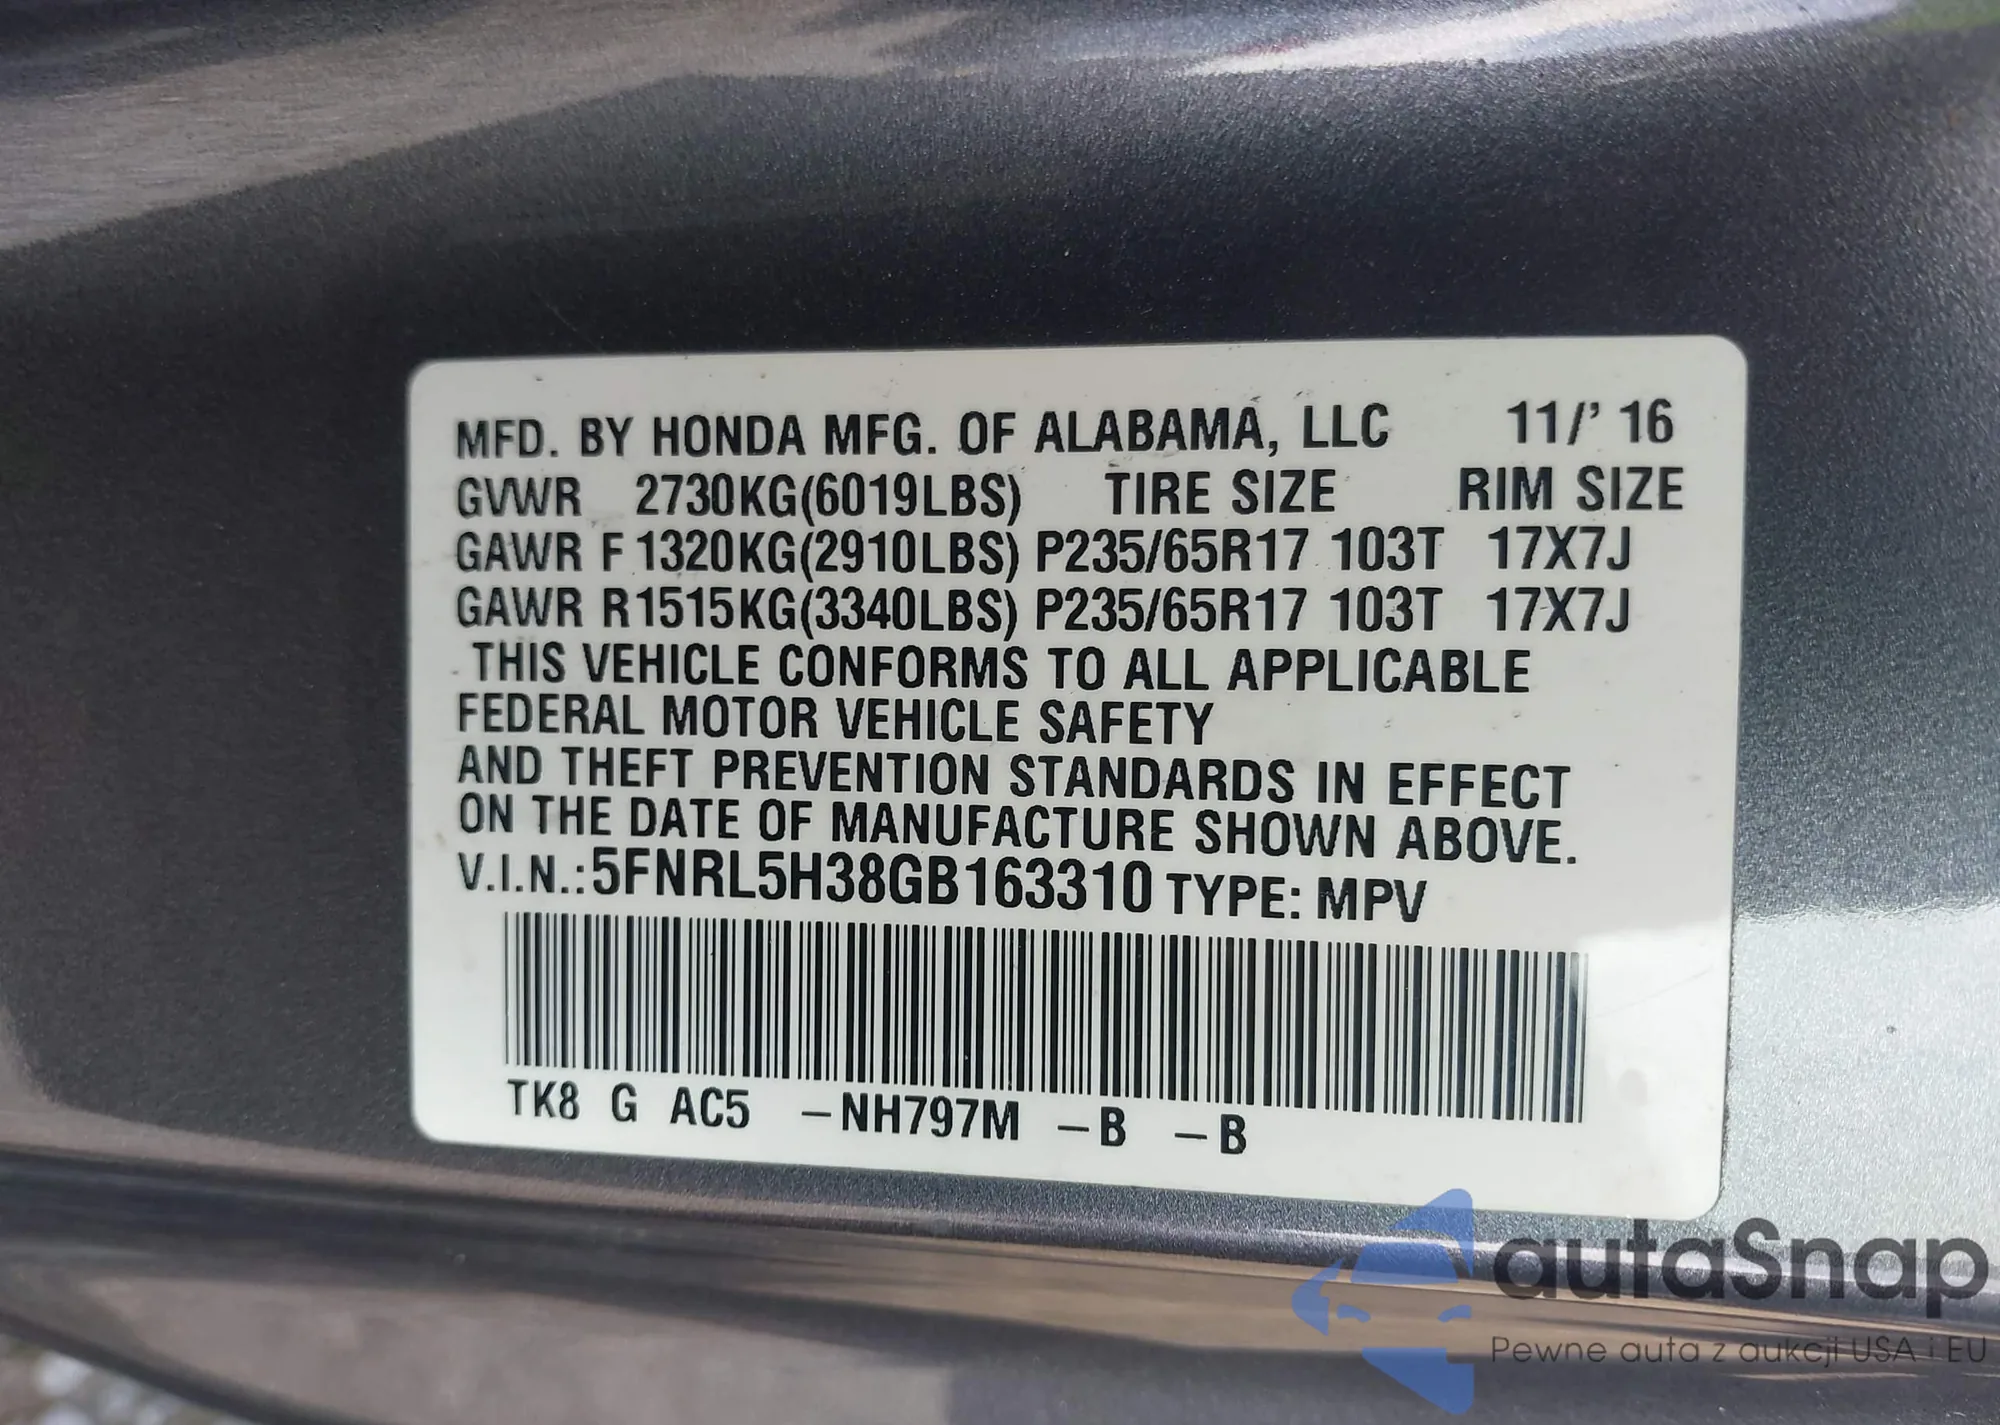 MFD. BY HONDA MFG. OF ALABAMA, LLC 11/' 16
GVWR 2730KG(6019LBS) TIRE SIZE RIM SIZE
GAWR F 1320KG(2910LBS) P235/65R17 103T 17X7J
GAWR R1515KG(3340LBS) P235/65R17 103T 17X7J
THIS VEHICLE CONFORMS TO ALL APPLICABLE
FEDERAL MOTOR VEHICLE SAFETY
AND THEFT PREVENTION STANDARDS IN EFFECT
ON THE DATE OF MANUFACTURE SHOWN ABOVE.
V.I.N.:5FNRL5H38GB163310 TYPE: MPV
TK8 G AC5 –NH797M –B –B
autaSnap
Pewne auta z aukcji USA i EU